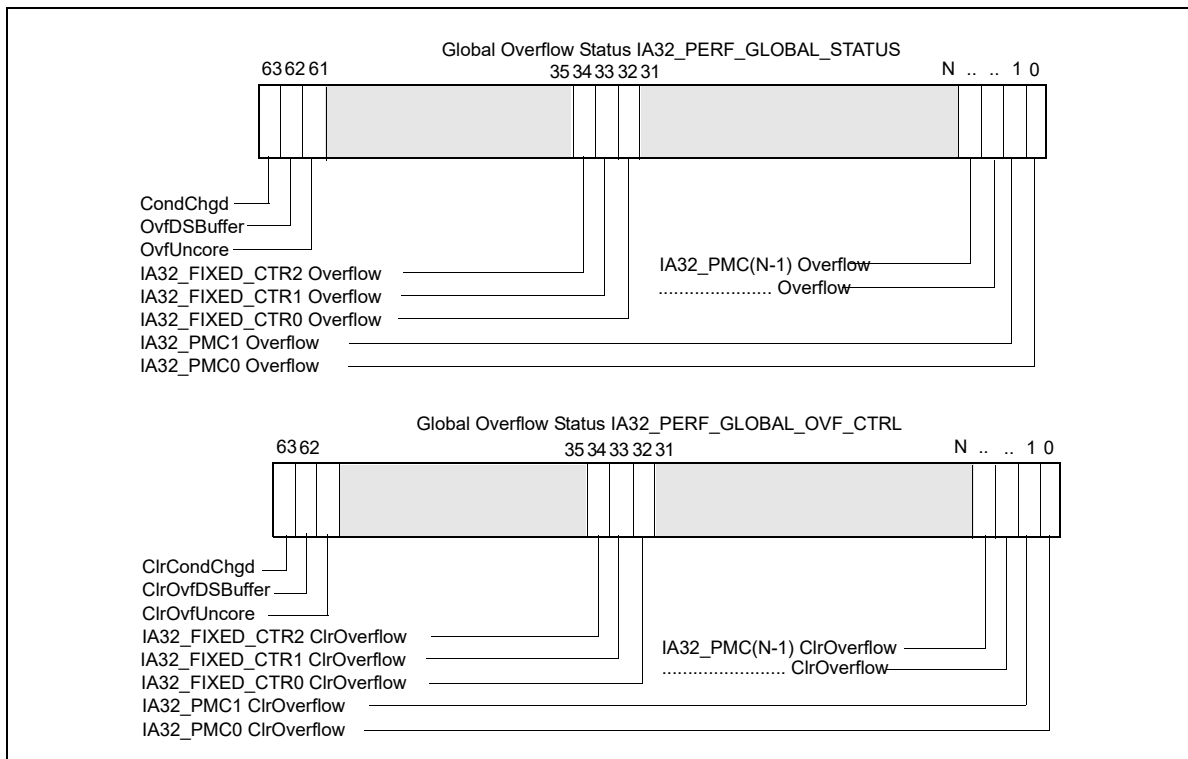 Global Overflow Status IA32_PERF_GLOBAL_STATUS
63 62 61 35 34 33 32 31 N .. .. 1 0
CondChgd
OvfDSBuffer
OvfUncore
IA32_FIXED_CTR2 Overflow
IA32_PMC(N-1) Overflow
IA32_FIXED_CTR1 Overflow
...................... Overflow
IA32_FIXED_CTR0 Overflow
IA32_PMC1 Overflow
IA32_PMC0 Overflow
Global Overflow Status IA32_PERF_GLOBAL_OVF_CTRL
63 62 35 34 33 32 31 N .. .. 1 0
ClrCondChgd
ClrOvfDSBuffer
ClrOvfUncore
IA32_FIXED_CTR2 ClrOverflow
IA32_PMC(N-1) ClrOverflow
IA32_FIXED_CTR1 ClrOverflow
........................ ClrOverflow
IA32_FIXED_CTR0 ClrOverflow
IA32_PMC1 ClrOverflow
IA32_PMC0 ClrOverflow